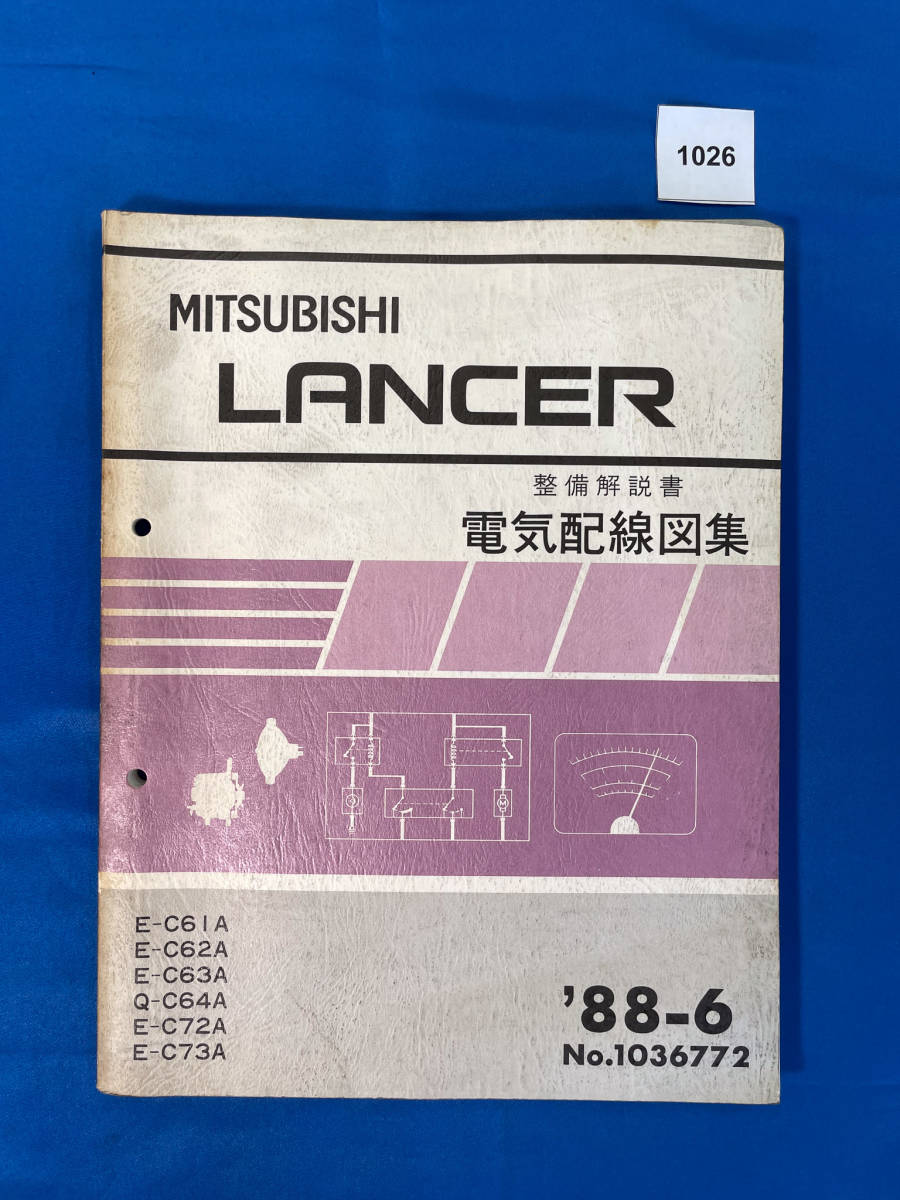 1026
MITSUBISHI
LANCER
整備解説書
電気配線図集
E-C61A
E-C62A
E-C63A
Q-C64A
E-C72A
E-C73A
'88-6
No.1036772